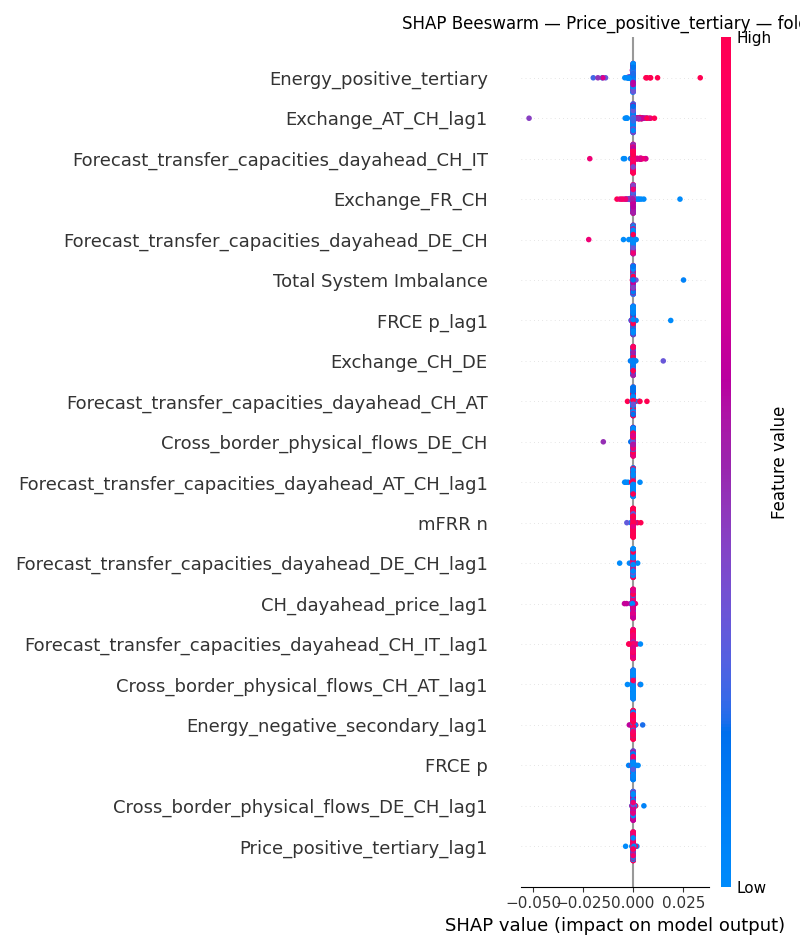 SHAP Beeswarm — Price_positive_tertiary — fol
High
Energy_positive_tertiary
Exchange_AT_CH_lag1
Forecast_transfer_capacities_dayahead_CH_IT
Exchange_FR_CH
Forecast_transfer_capacities_dayahead_DE_CH
Total System Imbalance
FRCE p_lag1
Exchange_CH_DE
Forecast_transfer_capacities_dayahead_CH_AT
Cross_border_physical_flows_DE_CH
Forecast_transfer_capacities_dayahead_AT_CH_lag1
mFRR n
Forecast_transfer_capacities_dayahead_DE_CH_lag1
CH_dayahead_price_lag1
Forecast_transfer_capacities_dayahead_CH_IT_lag1
Cross_border_physical_flows_CH_AT_lag1
Energy_negative_secondary_lag1
FRCE p
Cross_border_physical_flows_DE_CH_lag1
Price_positive_tertiary_lag1
Feature value
Low
−0.050 −0.025 0.000 0.025
SHAP value (impact on model output)